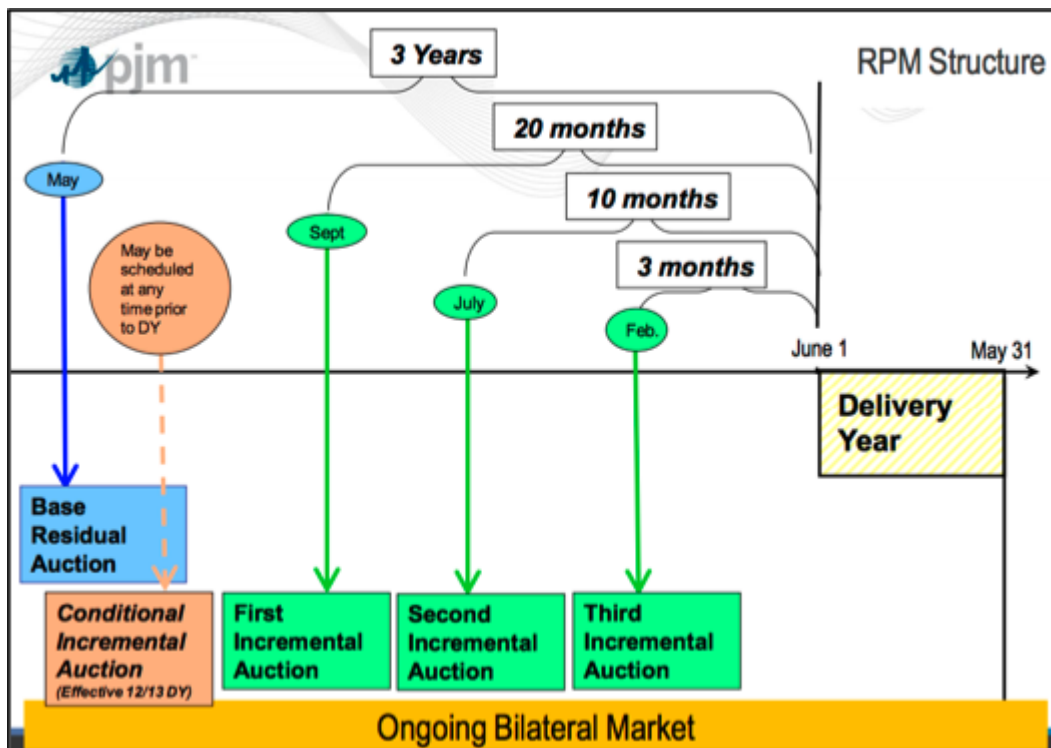 pjm™
RPM Structure
3 Years
20 months
10 months
3 months
May
Sept
July
Feb.
May be
scheduled
at any
time prior
to DY
June 1
May 31
Delivery
Year
Base
Residual
Auction
Conditional
Incremental
Auction
(Effective 12/13 DY)
First
Incremental
Auction
Second
Incremental
Auction
Third
Incremental
Auction
Ongoing Bilateral Market